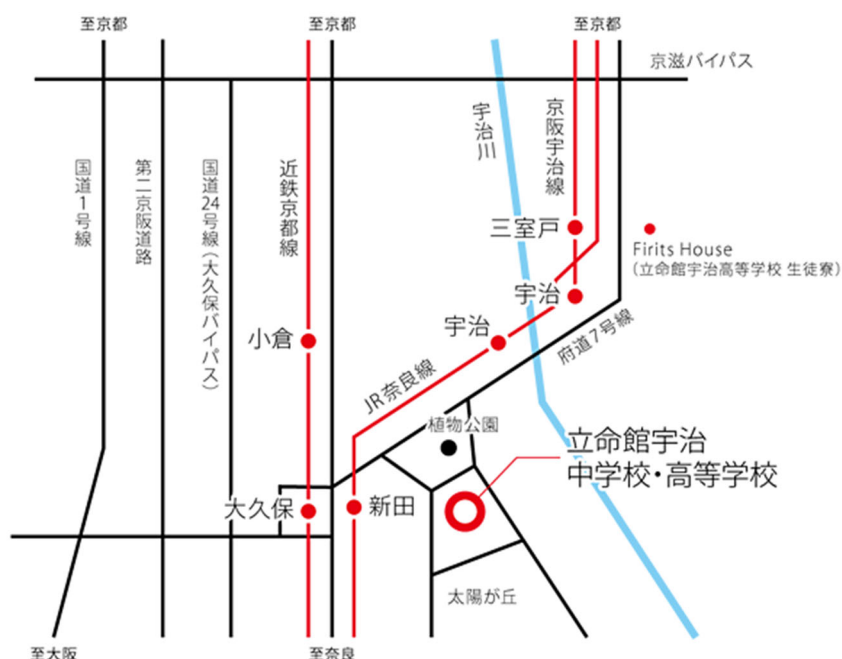 至京都
至京都
至京都
京滋バイパス
国道1号線
第二京阪道路
国道24号線(大久保バイパス)
近鉄京都線
宇治川
京阪宇治線
三室戸
Firits House
(立命館宇治高等学校 生徒寮)
宇治
宇治
小倉
府道7号線
JR奈良線
植物公園
立命館宇治
中学校・高等学校
大久保
新田
太陽が丘
至大阪
至奈良